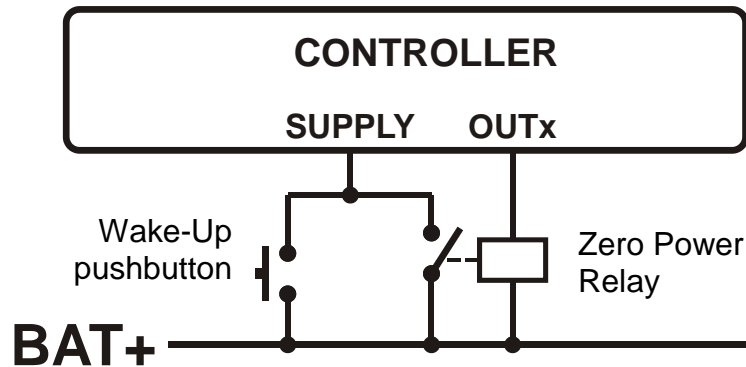 CONTROLLER
SUPPLY OUTx
Wake-Up
pushbutton
Zero Power
Relay
BAT+